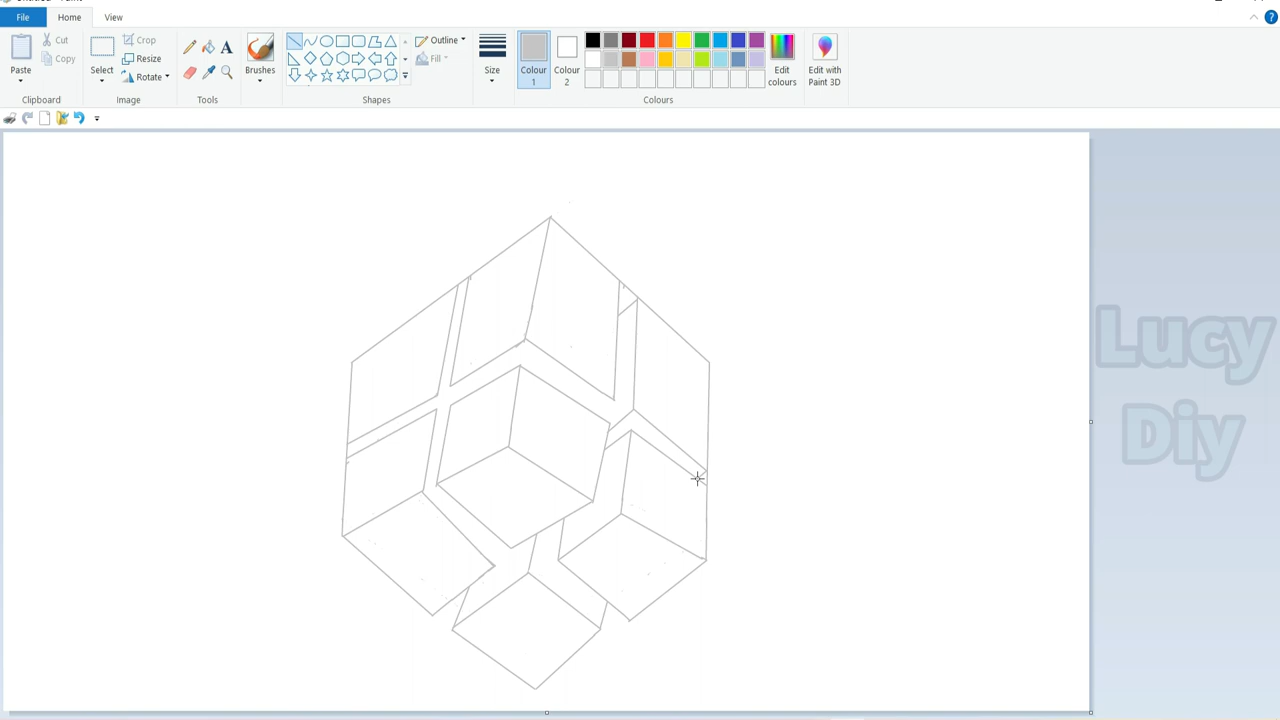 File Home View
Paste
Cut
Copy
Clipboard
Select
Crop
Resize
Rotate
Image
Tools
Brushes
Outline
Fill
Shapes
Size
Colour 1
Colour 2
Edit colours
Colours
Edit with Paint 3D
Lucy
Diy